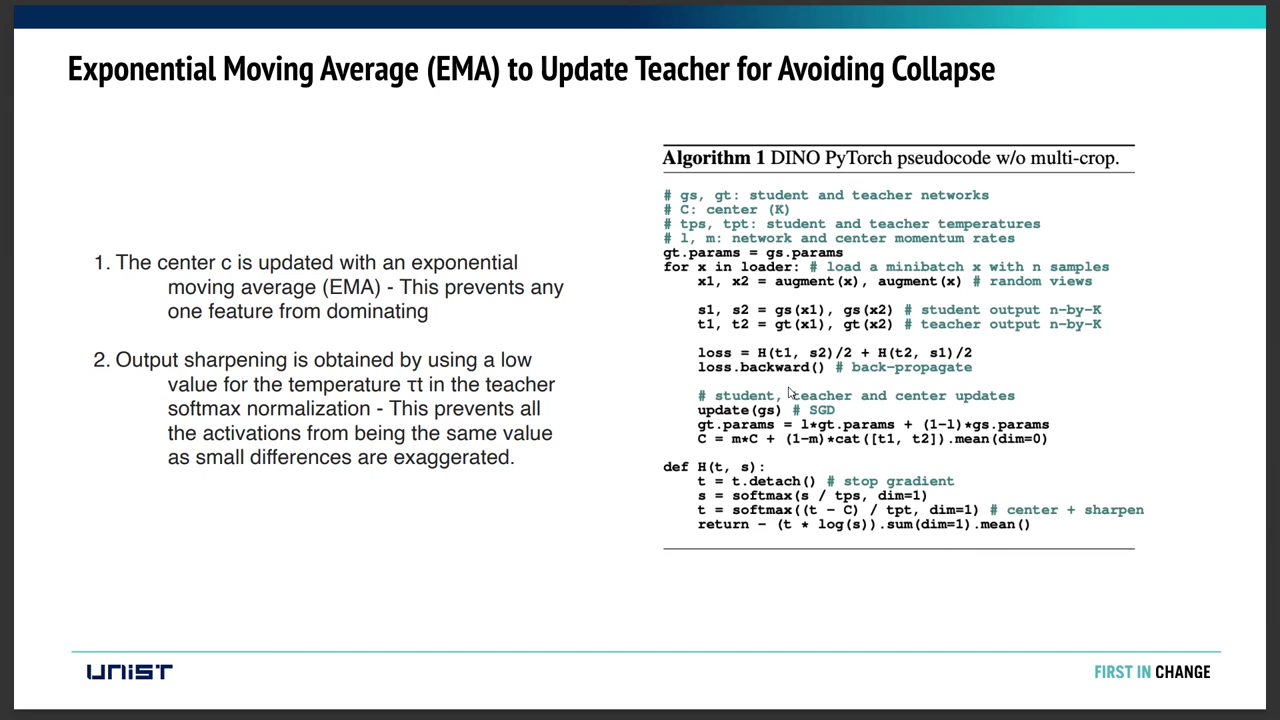 Exponential Moving Average (EMA) to Update Teacher for Avoiding Collapse
1. The center c is updated with an exponential
moving average (EMA) - This prevents any
one feature from dominating
2. Output sharpening is obtained by using a low
value for the temperature τt in the teacher
softmax normalization - This prevents all
the activations from being the same value
as small differences are exaggerated.
Algorithm 1 DINO PyTorch pseudocode w/o multi-crop.
# gs, gt: student and teacher networks
# C: center (K)
# tps, tpt: student and teacher temperatures
# l, m: network and center momentum rates
gt.params = gs.params
for x in loader: # load a minibatch x with n samples
x1, x2 = augment(x), augment(x) # random views
s1, s2 = gs(x1), gs(x2) # student output n-by-K
t1, t2 = gt(x1), gt(x2) # teacher output n-by-K
loss = H(t1, s2)/2 + H(t2, s1)/2
loss.backward() # back-propagate
# student, teacher and center updates
update(gs) # SGD
gt.params = l*gt.params + (1-l)*gs.params
C = m*C + (1-m)*cat([t1, t2]).mean(dim=0)
def H(t, s):
t = t.detach() # stop gradient
s = softmax(s / tps, dim=1)
t = softmax((t - C) / tpt, dim=1) # center + sharpen
return - (t * log(s)).sum(dim=1).mean()
UNIST
FIRST IN CHANGE